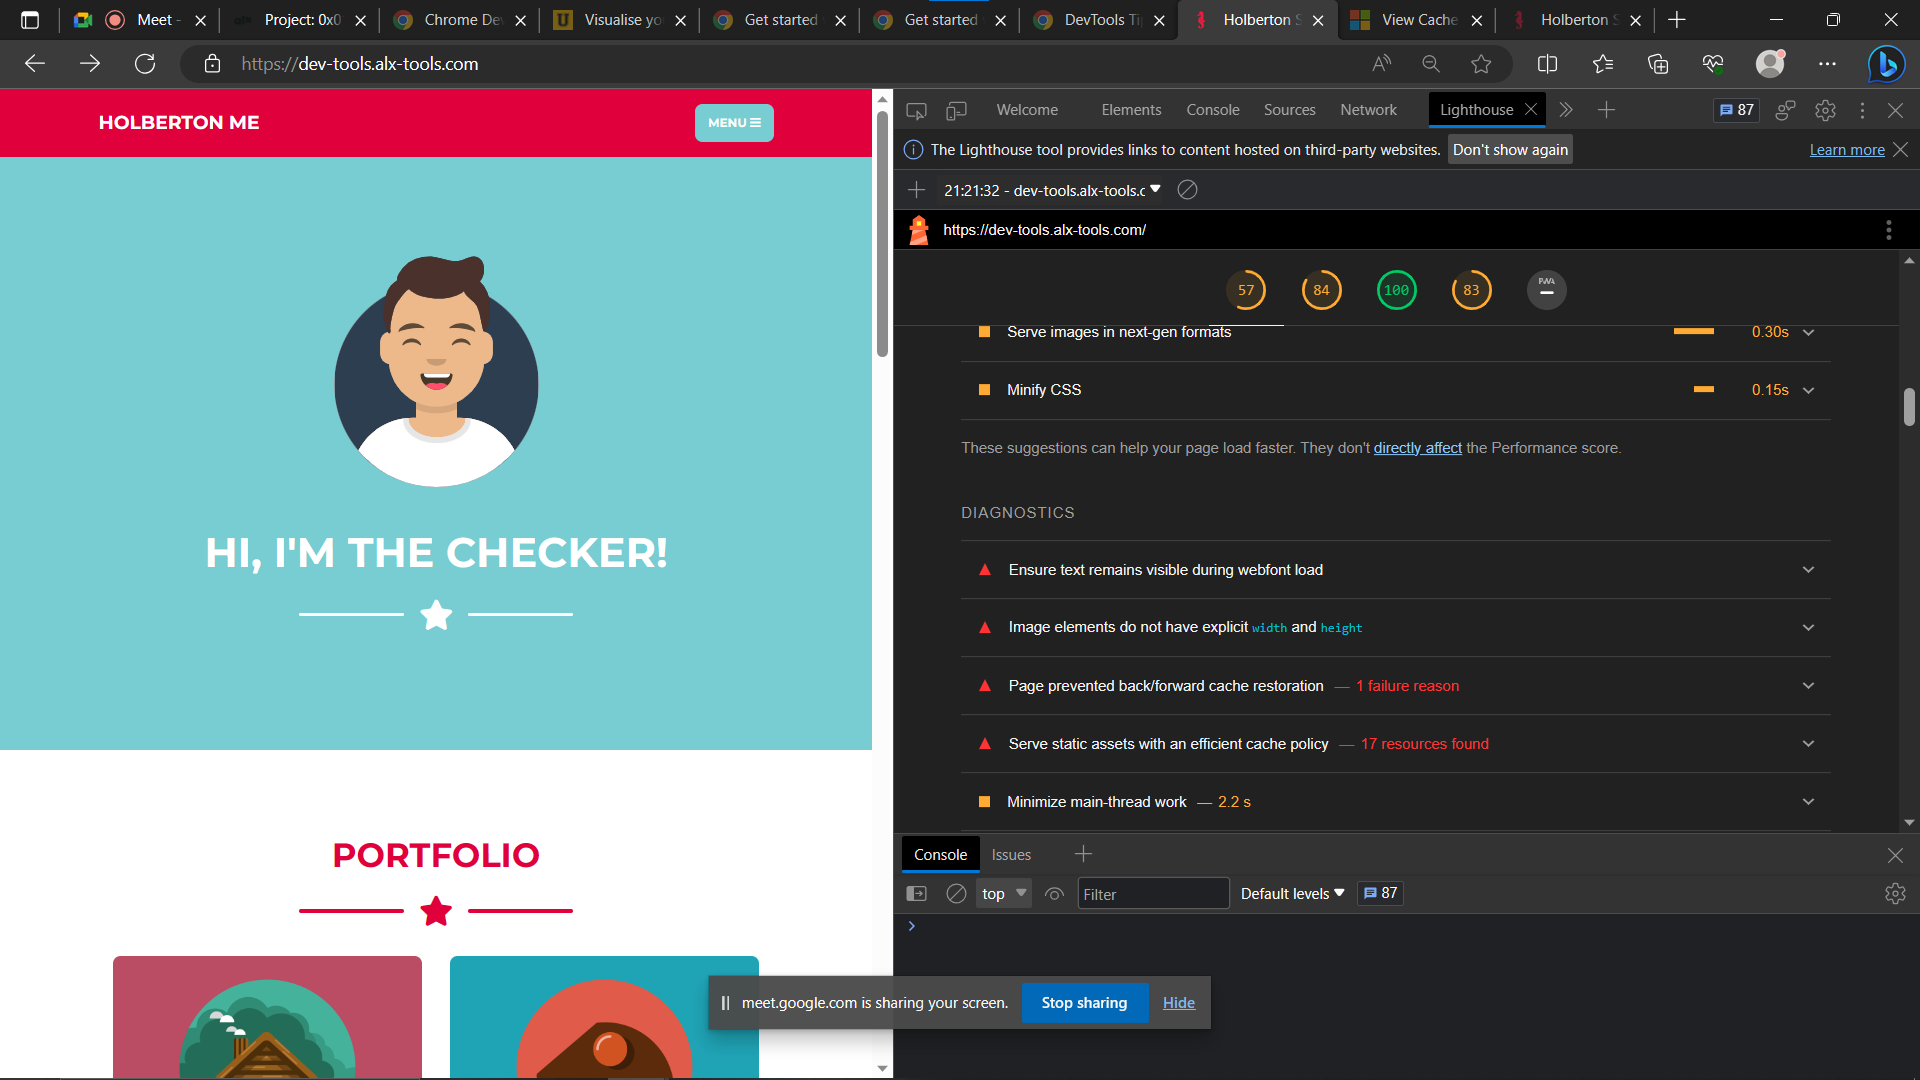 Meet -
alx
Project: 0x0
Chrome De
U
Visualise yo
Get started
Get started
DevTools Ti
Holberton S
View Cache
Holberton S
https://dev-tools.alx-tools.com
HOLBERTON ME
MENU
HI, I'M THE CHECKER!
PORTFOLIO
Welcome
Elements
Console
Sources
Network
Lighthouse
87
The Lighthouse tool provides links to content hosted on third-party websites.
Don't show again
Learn more
21:21:32 - dev-tools.alx-tools.c
https://dev-tools.alx-tools.com/
57
84
100
83
PWA
Serve images in next-gen formats
0.30s
Minify CSS
0.15s
These suggestions can help your page load faster. They don't directly affect the Performance score.
DIAGNOSTICS
Ensure text remains visible during webfont load
Image elements do not have explicit width and height
Page prevented back/forward cache restoration — 1 failure reason
Serve static assets with an efficient cache policy — 17 resources found
Minimize main-thread work — 2.2 s
Console
Issues
top
Filter
Default levels
87
meet.google.com is sharing your screen.
Stop sharing
Hide